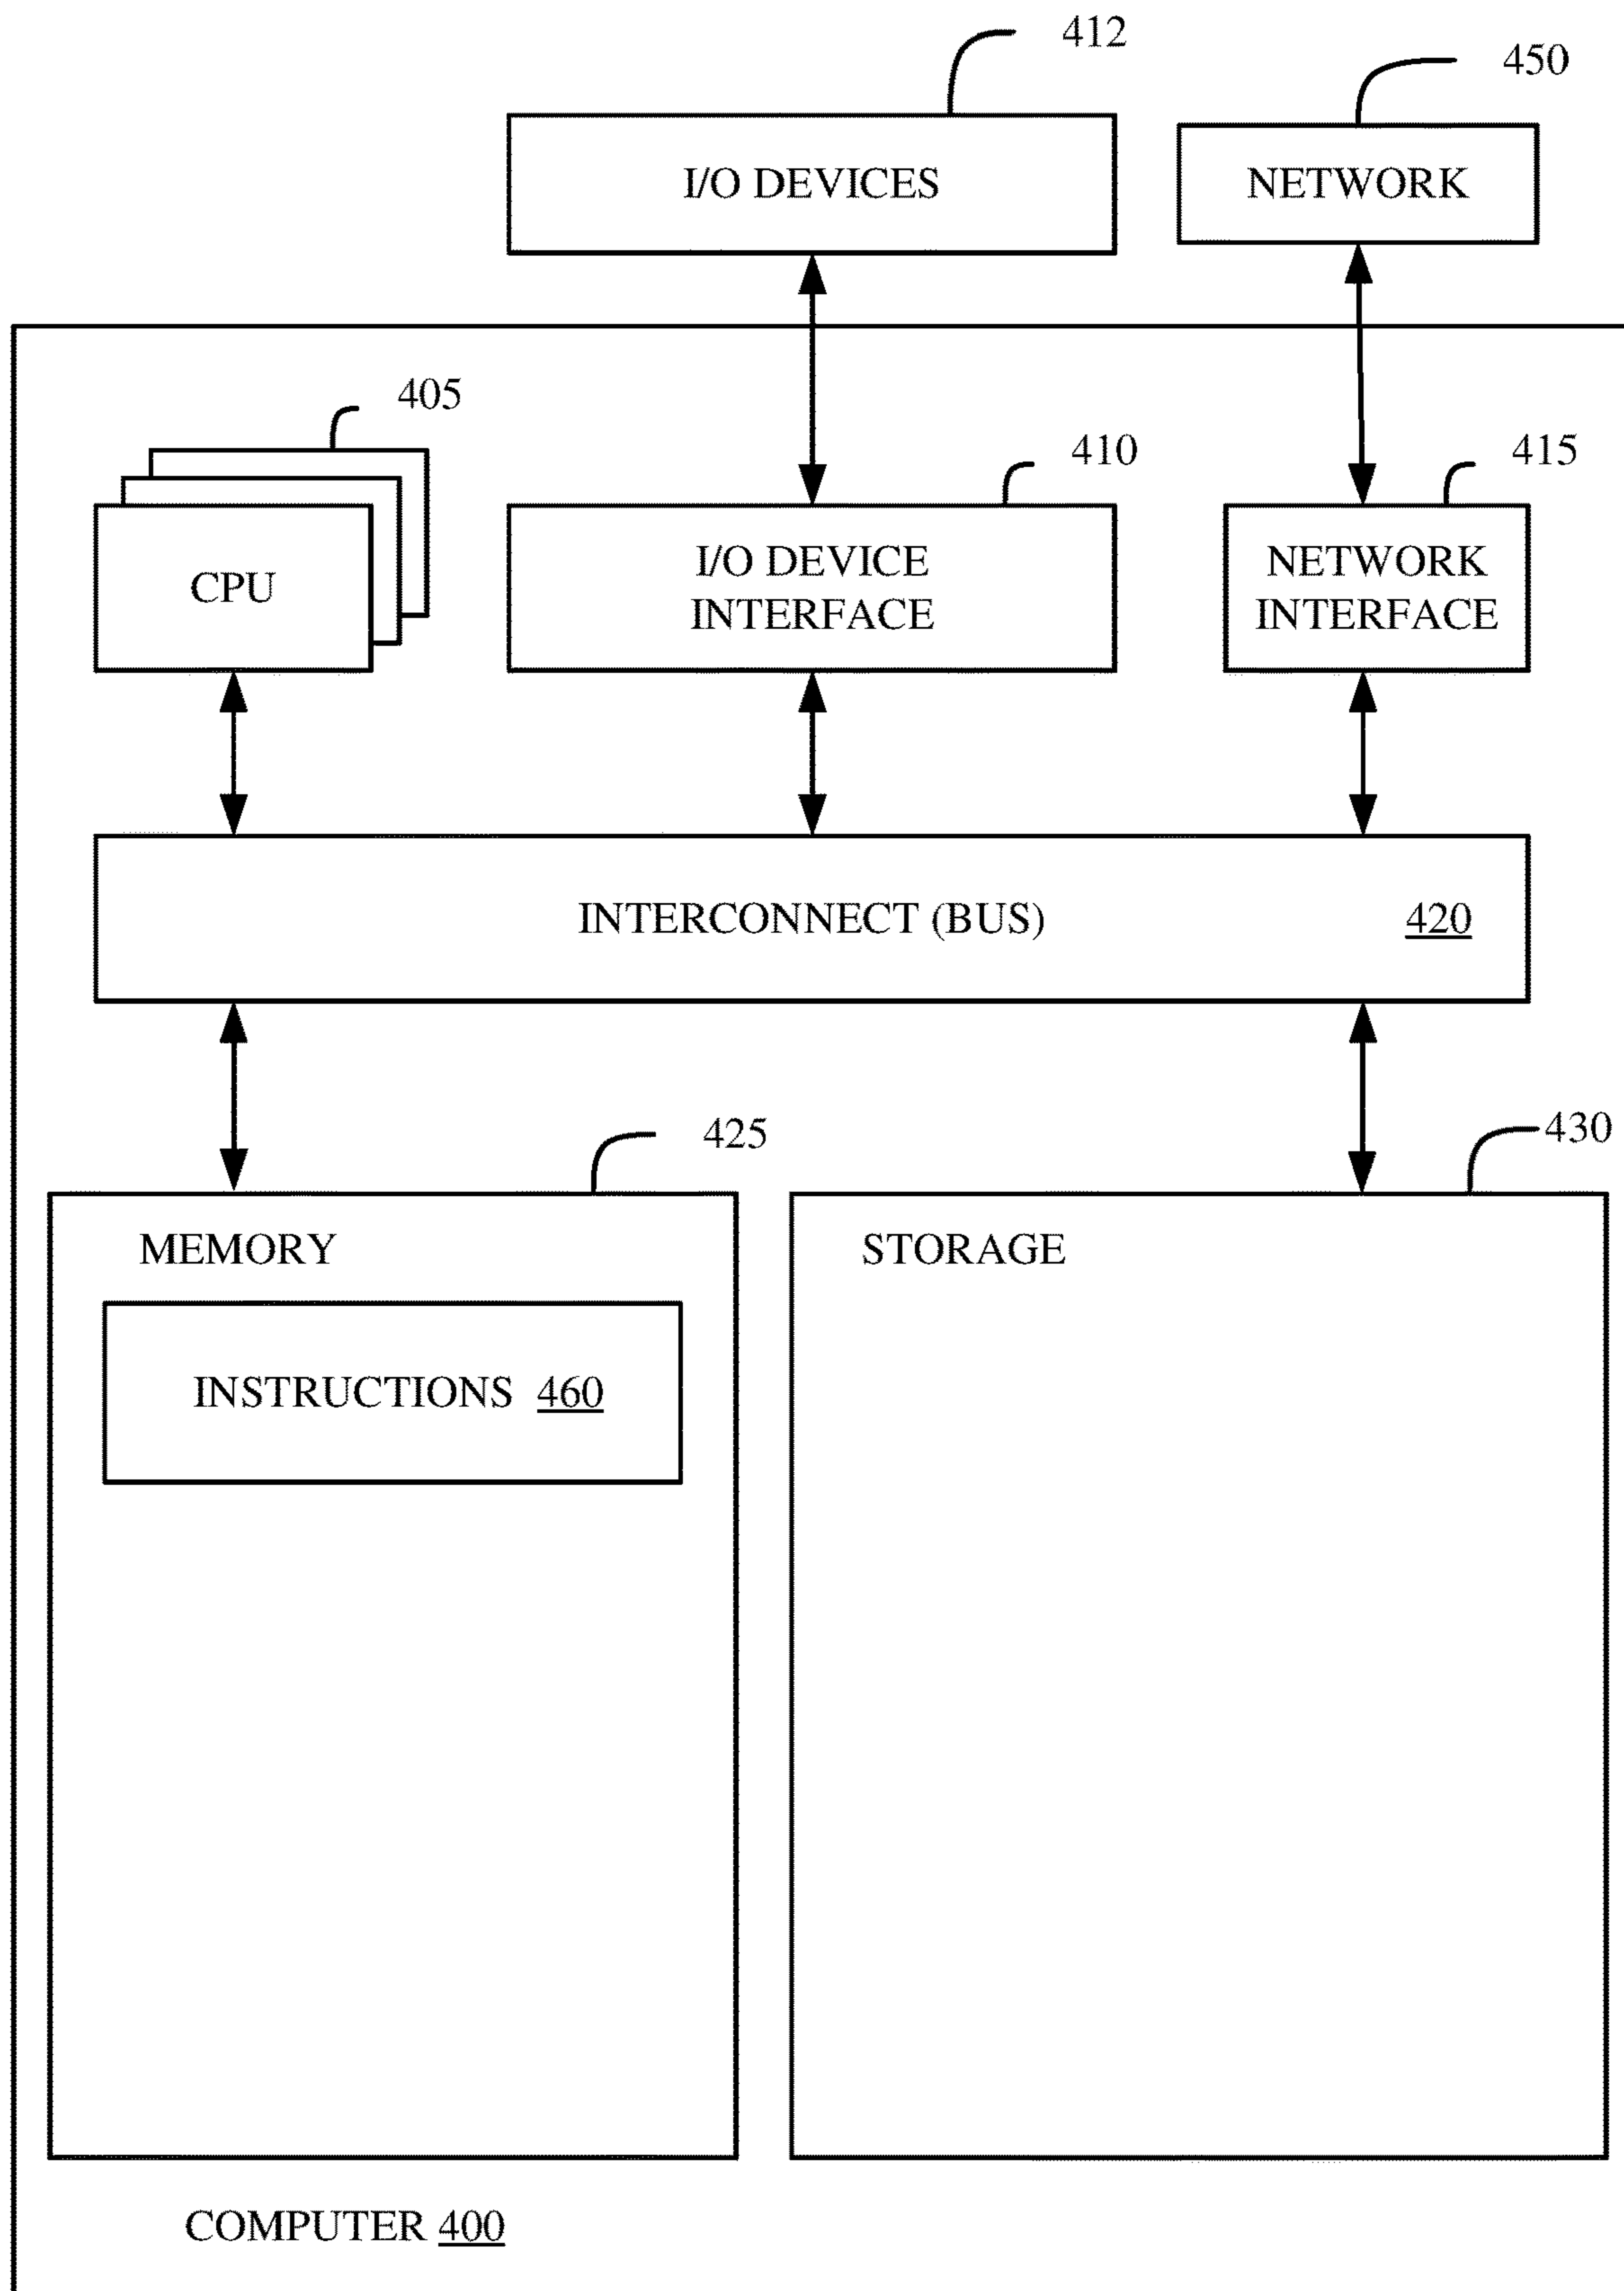 412
450
I/O DEVICES
NETWORK
405
410
415
CPU
I/O DEVICE
INTERFACE
NETWORK
INTERFACE
INTERCONNECT (BUS) 420
425
430
MEMORY
STORAGE
INSTRUCTIONS 460
COMPUTER 400